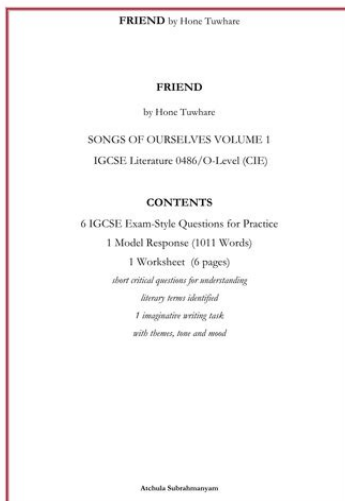 FRIEND by Hone Tuwhare
FRIEND
by Hone Tuwhare
SONGS OF OURSELVES VOLUME 1
IGCSE Literature 0486/O-Level (CIE)
CONTENTS
6 IGCSE Exam-Style Questions for Practice
1 Model Response (1011 Words)
1 Worksheet (6 pages)
short critical questions for understanding
literary terms identified
1 imaginative writing task
with themes, tone and mood
Atchula Subrahmanyam